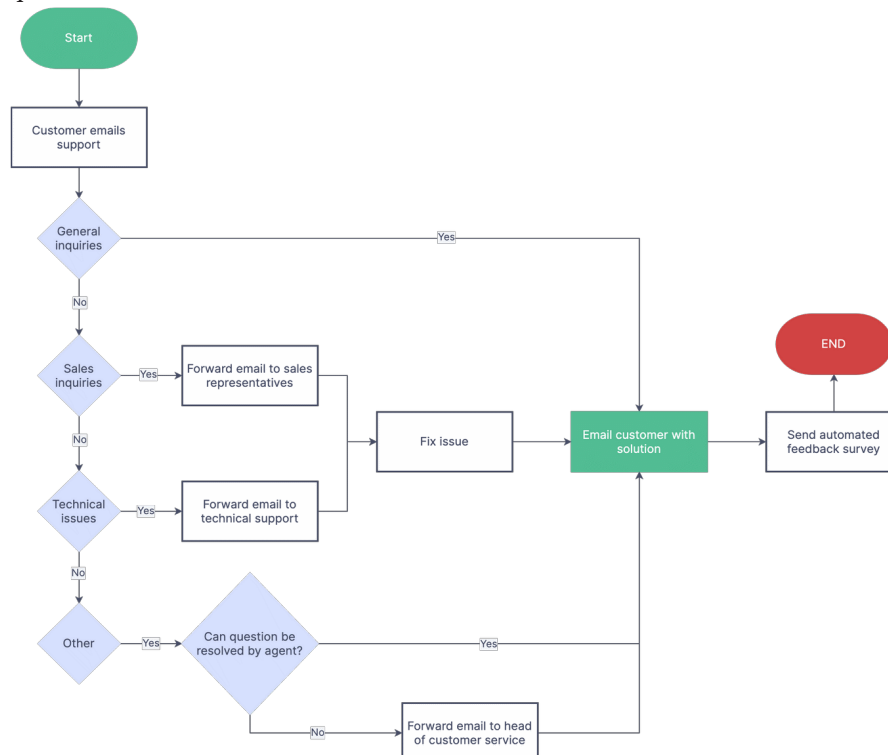 Start
Customer emails
support
General
inquiries
Yes
No
Sales
inquiries
Yes
Forward email to sales
representatives
No
Technical
issues
Yes
Forward email to
technical support
Fix issue
Email customer with
solution
Send automated
feedback survey
END
No
Other
Yes
Can question be
resolved by agent?
Yes
No
Forward email to head
of customer service